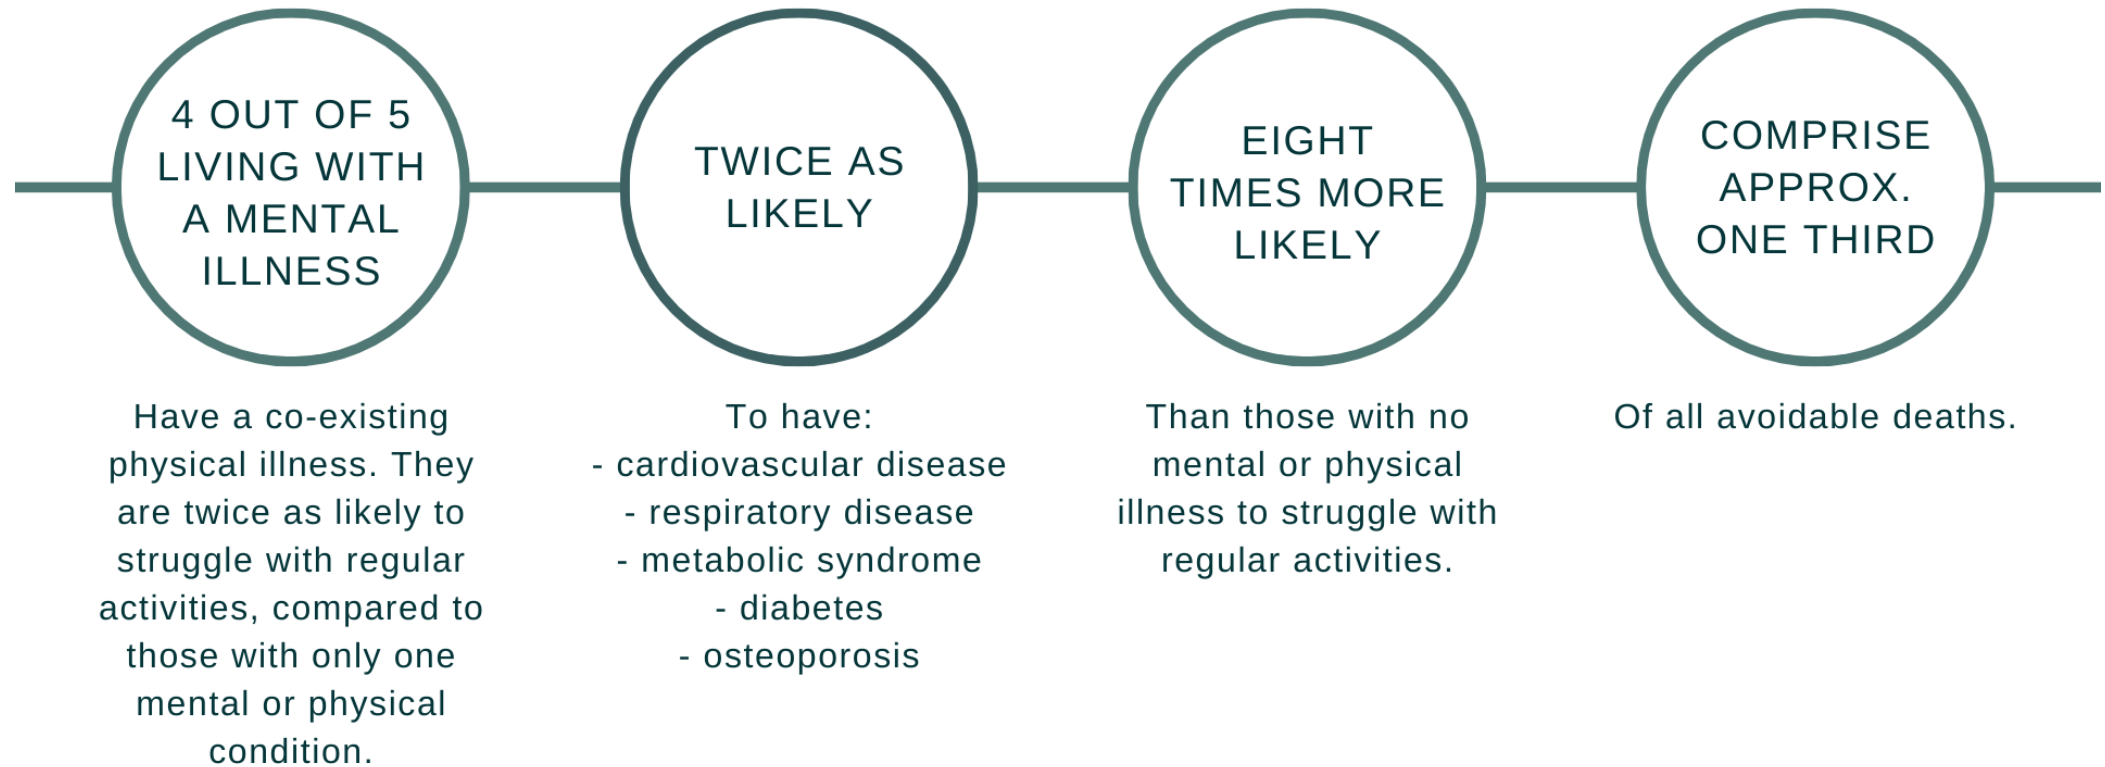 4 OUT OF 5
LIVING WITH
A MENTAL
ILLNESS
Have a co-existing
physical illness. They
are twice as likely to
struggle with regular
activities, compared to
those with only one
mental or physical
condition.
TWICE AS
LIKELY
To have:
- cardiovascular disease
- respiratory disease
- metabolic syndrome
- diabetes
- osteoporosis
EIGHT
TIMES MORE
LIKELY
Than those with no
mental or physical
illness to struggle with
regular activities.
COMPRISE
APPROX.
ONE THIRD
Of all avoidable deaths.